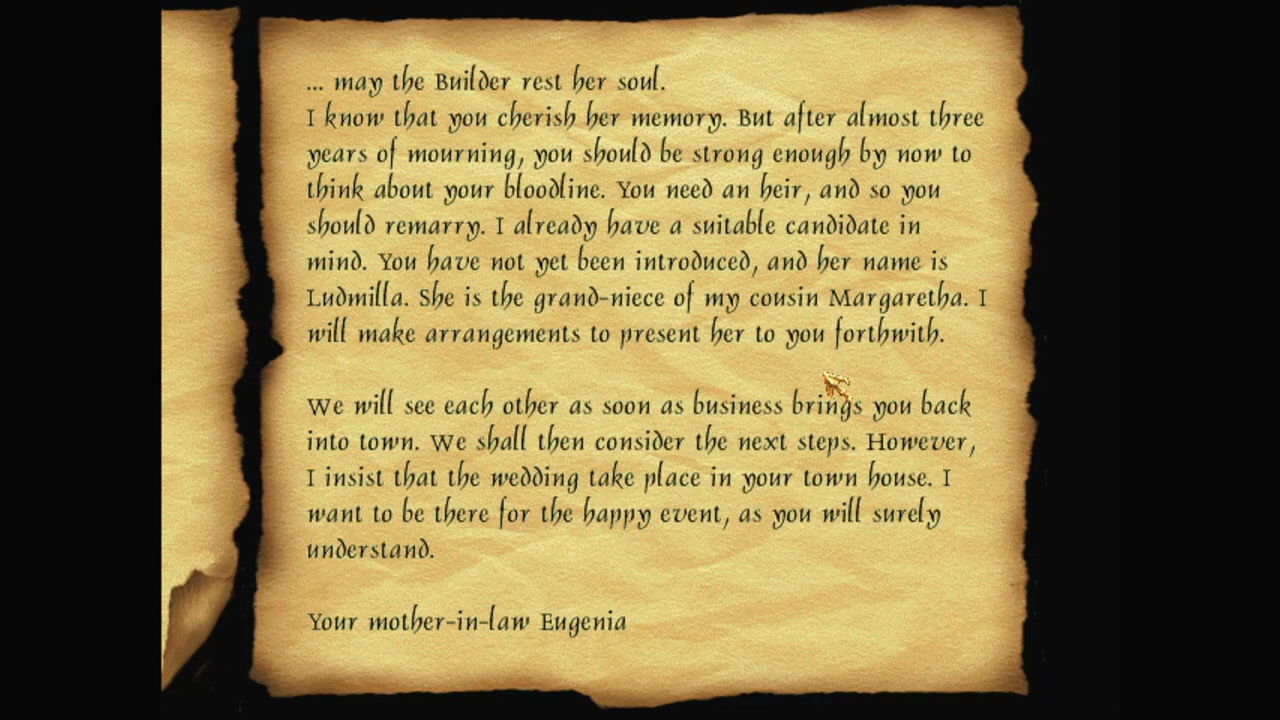 ... may the Builder rest her soul.
I know that you cherish her memory. But after almost three
years of mourning, you should be strong enough by now to
think about your bloodline. You need an heir, and so you
should remarry. I already have a suitable candidate in
mind. You have not yet been introduced, and her name is
Ludmilla. She is the grand-niece of my cousin Margaretha. I
will make arrangements to present her to you forthwith.

We will see each other as soon as business brings you back
into town. We shall then consider the next steps. However,
I insist that the wedding take place in your town house. I
want to be there for the happy event, as you will surely
understand.

Your mother-in-law Eugenia